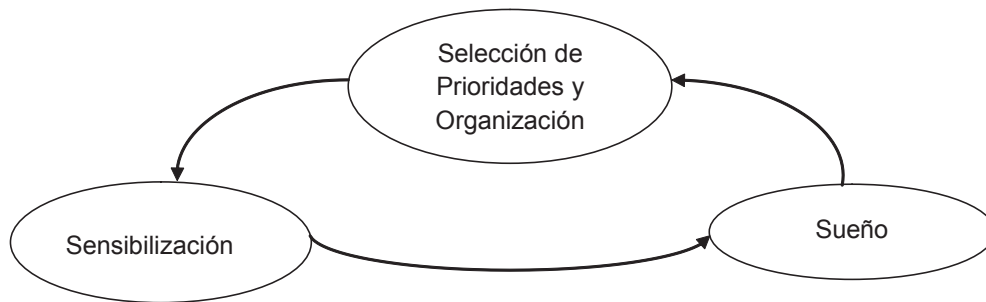 Selección de
Prioridades y
Organización
Sensibilización
Sueño